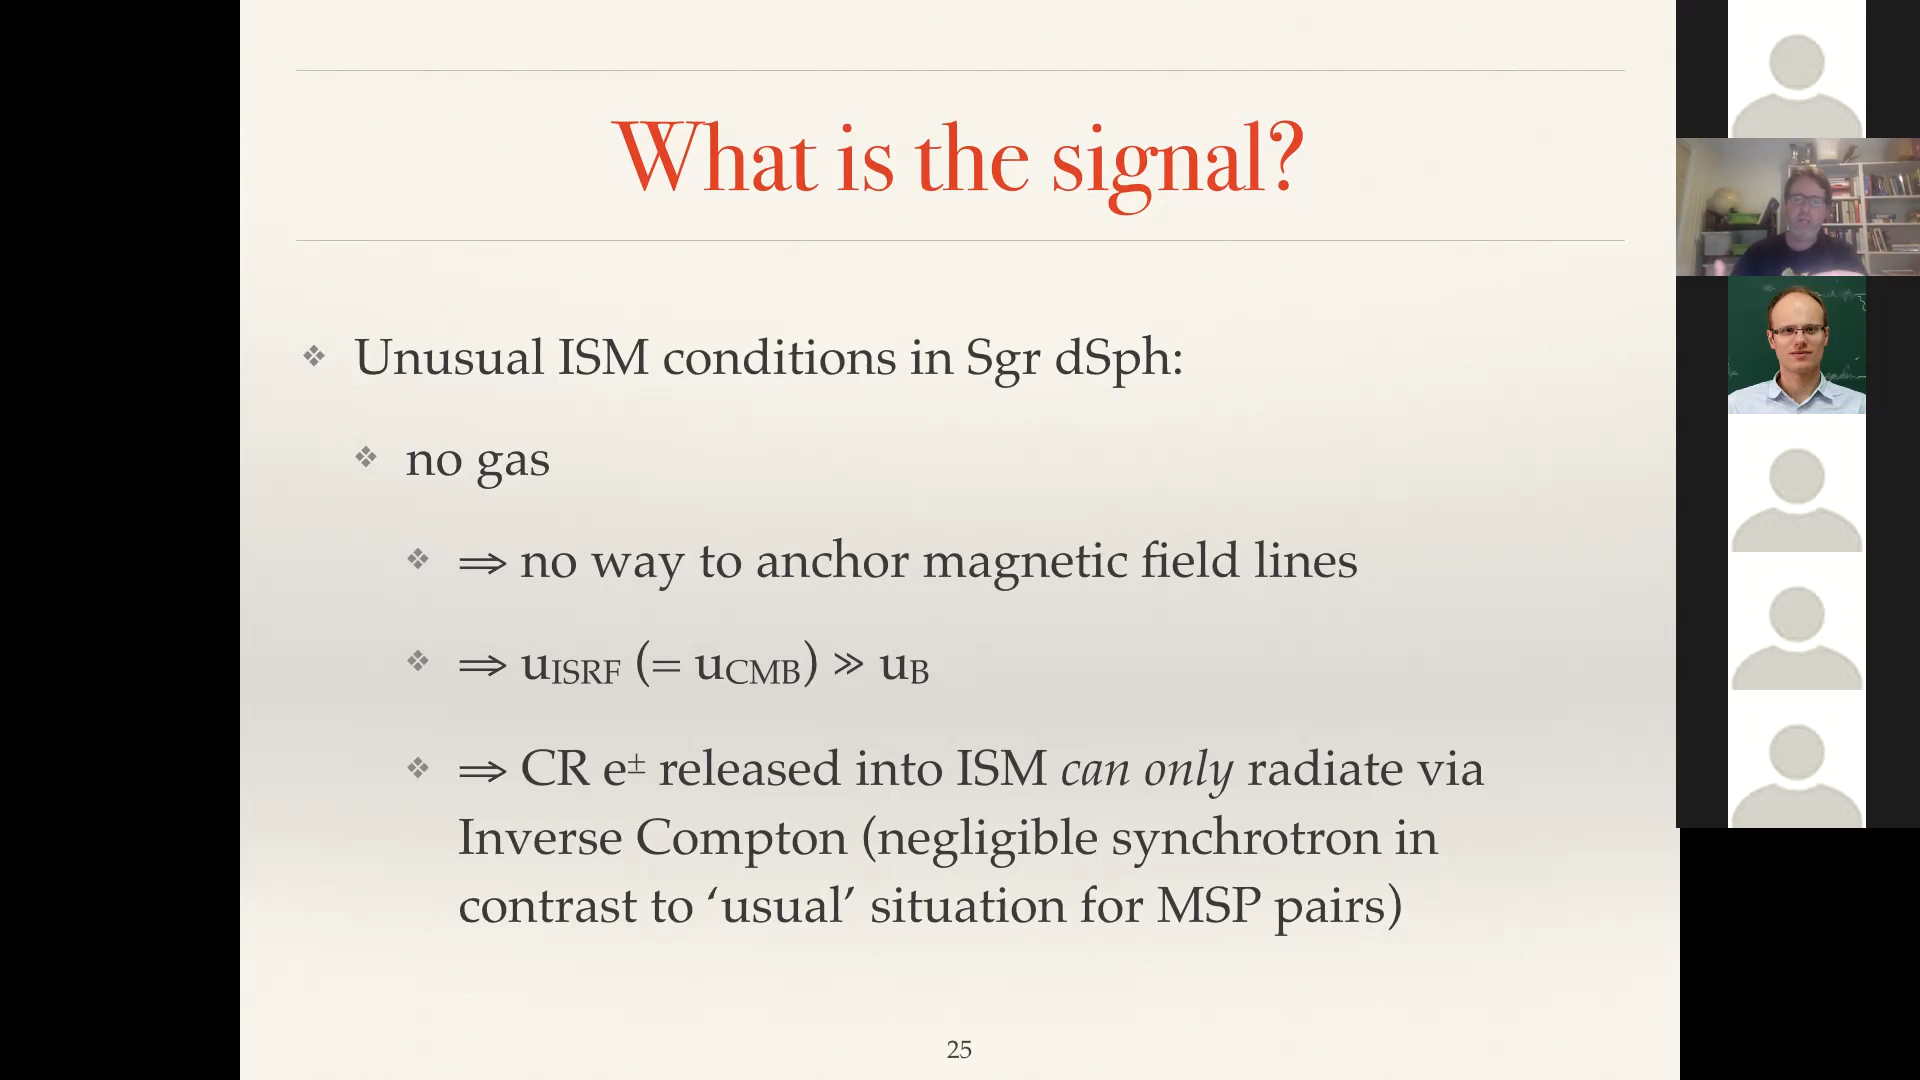 What is the signal?
❖ Unusual ISM conditions in Sgr dSph:
❖ no gas
❖ ⇒ no way to anchor magnetic field lines
❖ ⇒ uISRF (= uCMB) ≫ uB
❖ ⇒ CR e± released into ISM can only radiate via
Inverse Compton (negligible synchrotron in
contrast to ‘usual’ situation for MSP pairs)
25